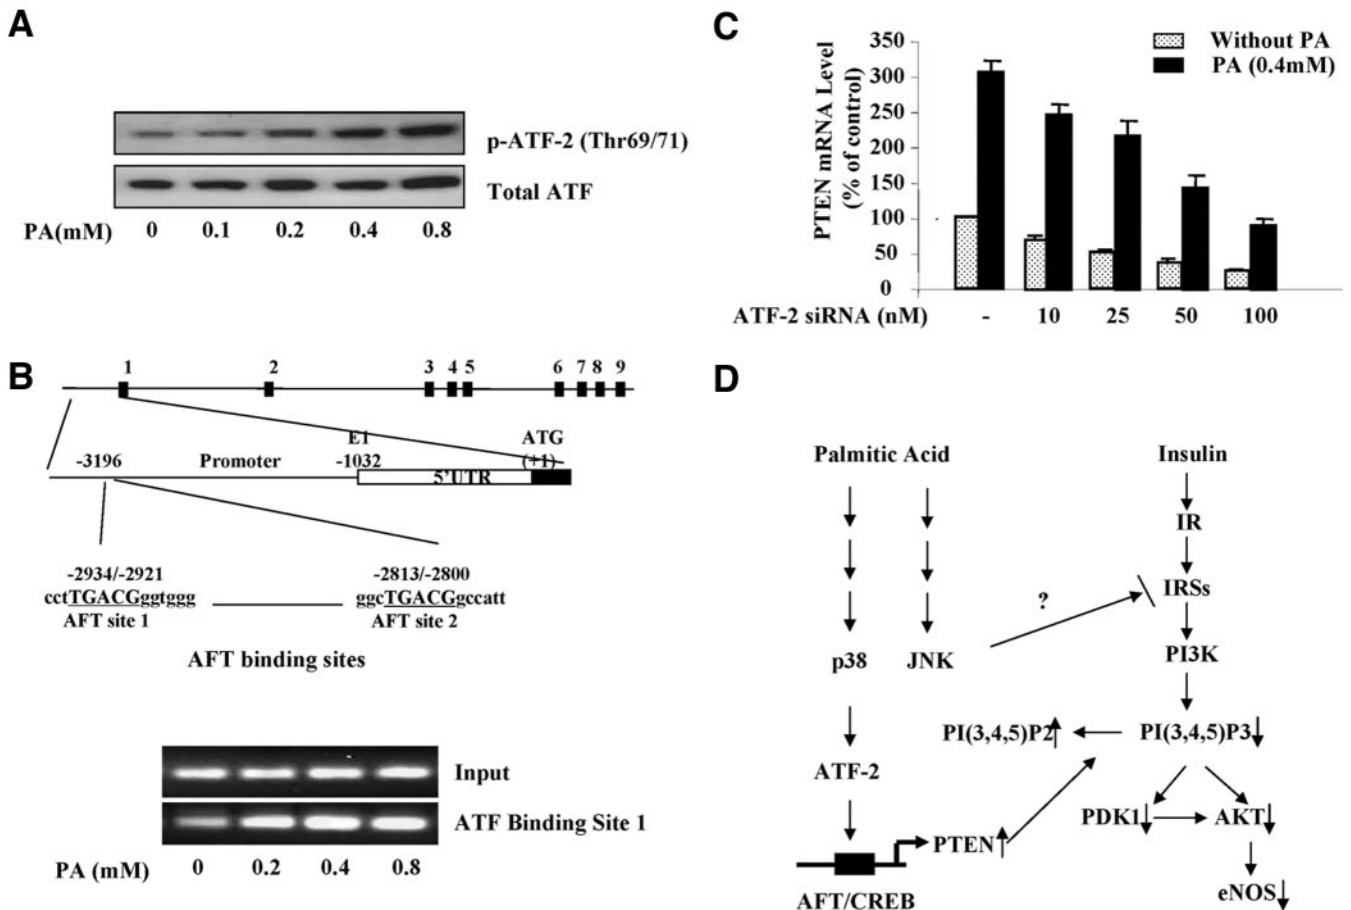 A
p-ATF-2 (Thr69/71)
Total ATF
PA(mM) 0 0.1 0.2 0.4 0.8
B
1 2 3 4 5 6 7 8 9
E1 ATG
-3196 Promoter -1032 (+1)
5'UTR
-2934/-2921 -2813/-2800
cctTGACGggtggg ggcTGACGgccatt
AFT site 1 AFT site 2
AFT binding sites
Input
ATF Binding Site 1
PA (mM) 0 0.2 0.4 0.8
C
PTEN mRNA Level
(% of control)
350
300
250
200
150
100
50
0
Without PA
PA (0.4mM)
ATF-2 siRNA (nM) - 10 25 50 100
D
Palmitic Acid Insulin
IR
? IRSs
p38 JNK PI3K
PI(3,4,5)P2 PI(3,4,5)P3
ATF-2
PDK1 AKT
PTEN
AFT/CREB eNOS